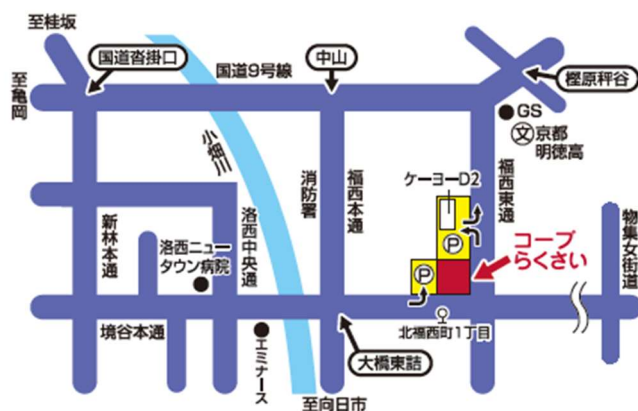 至桂坂
国道沓掛口
国道9号線
中山
樫原秤谷
至亀岡
小畑川
GS
文京都
明徳高
ケーヨーD2
消防署
福西本通
福西東通
物集女街道
新林本通
洛西ニュー
タウン病院
洛西中央通
P
P
コープ
らくさい
境谷本通
エミナース
大橋東詰
北福西町1丁目
至向日市